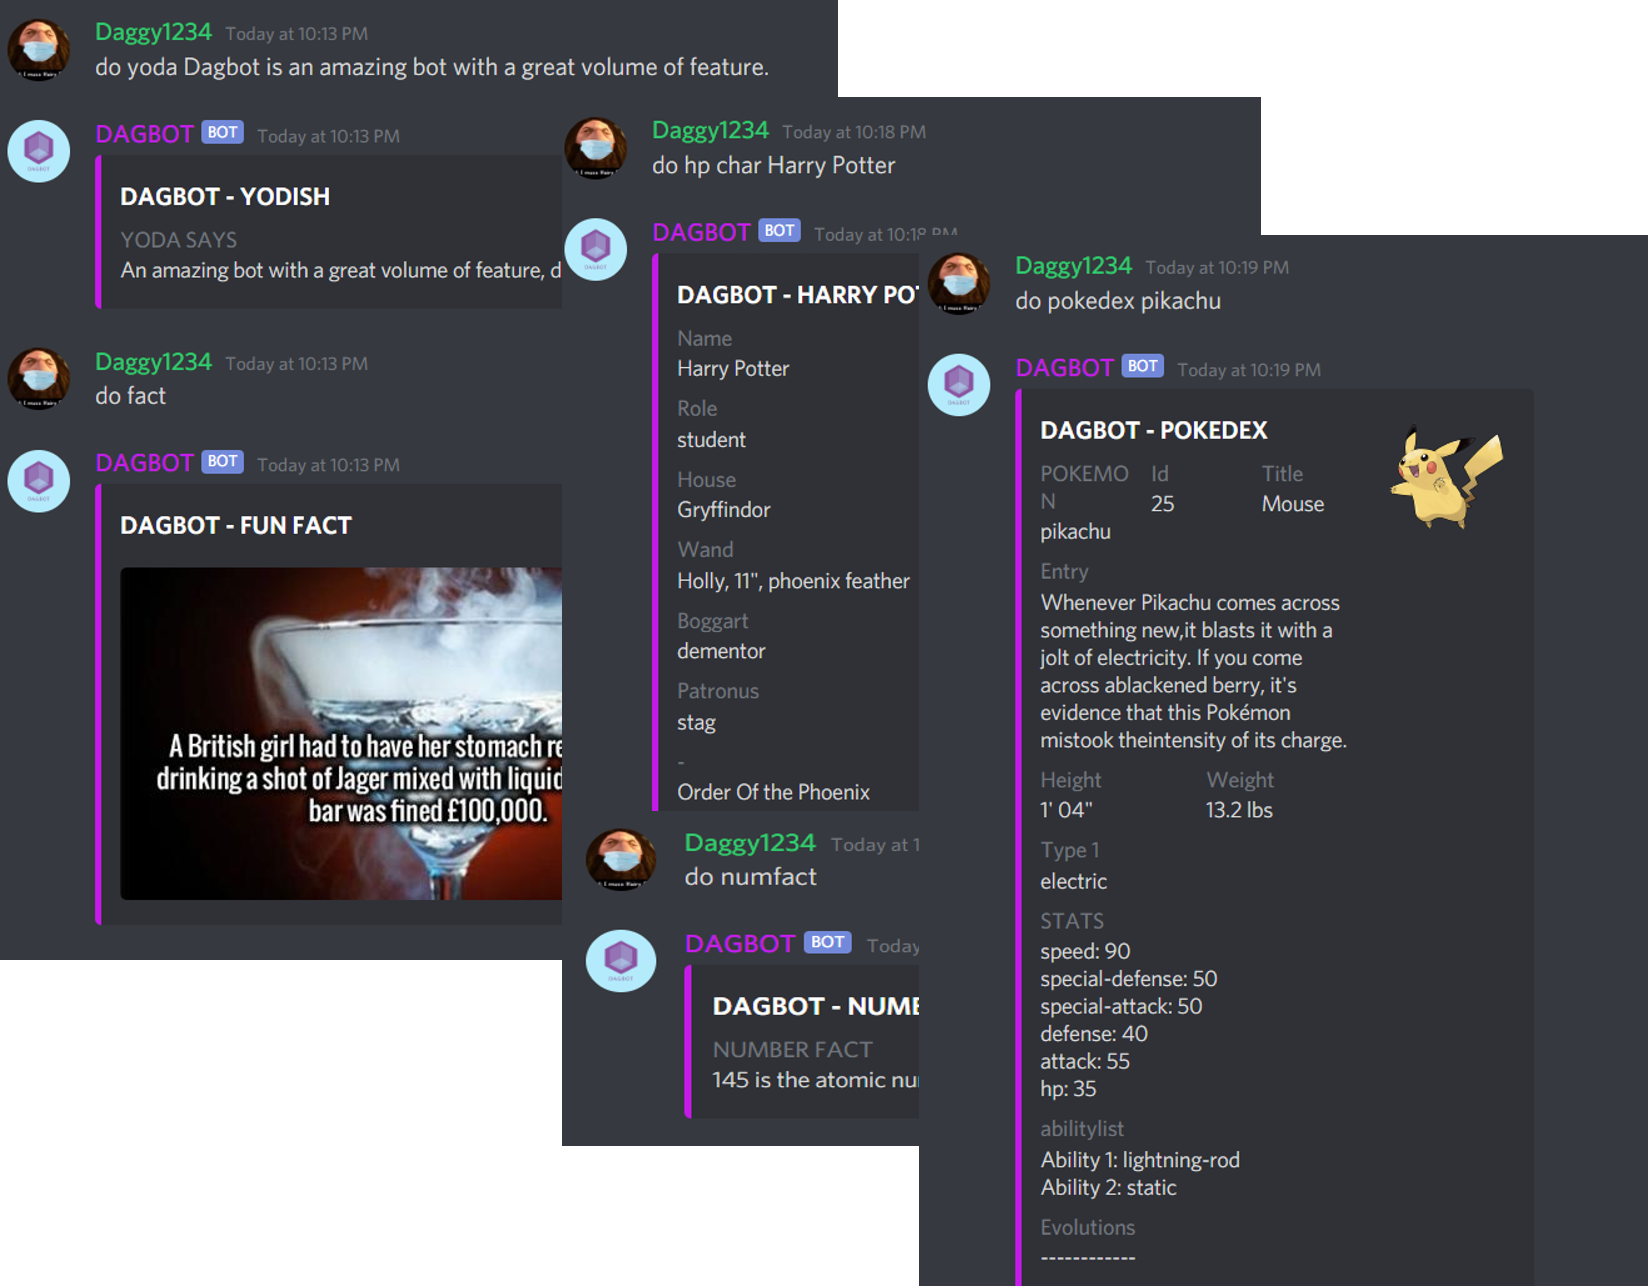 Daggy1234 Today at 10:13 PM
do yoda Dagbot is an amazing bot with a great volume of feature.
DAGBOT BOT Today at 10:13 PM
DAGBOT - YODISH
YODA SAYS
An amazing bot with a great volume of feature, d
Daggy1234 Today at 10:13 PM
do fact
DAGBOT BOT Today at 10:13 PM
DAGBOT - FUN FACT
A British girl had to have her stomach re
drinking a shot of Jager mixed with liquid
bar was fined £100,000.
Daggy1234 Today at 10:18 PM
do hp char Harry Potter
DAGBOT BOT Today at 10:18 PM
DAGBOT - HARRY POT
Name
Harry Potter
Role
student
House
Gryffindor
Wand
Holly, 11", phoenix feather
Boggart
dementor
Patronus
stag
-
Order Of the Phoenix
Daggy1234 Today at 1
do numfact
DAGBOT BOT Today
DAGBOT - NUMB
NUMBER FACT
145 is the atomic nu
Daggy1234 Today at 10:19 PM
do pokedex pikachu
DAGBOT BOT Today at 10:19 PM
DAGBOT - POKEDEX
POKEMO Id Title
N 25 Mouse
pikachu
Entry
Whenever Pikachu comes across
something new,it blasts it with a
jolt of electricity. If you come
across ablackened berry, it's
evidence that this Pokémon
mistook theintensity of its charge.
Height Weight
1' 04" 13.2 lbs
Type 1
electric
STATS
speed: 90
special-defense: 50
special-attack: 50
defense: 40
attack: 55
hp: 35
abilitylist
Ability 1: lightning-rod
Ability 2: static
Evolutions
------------